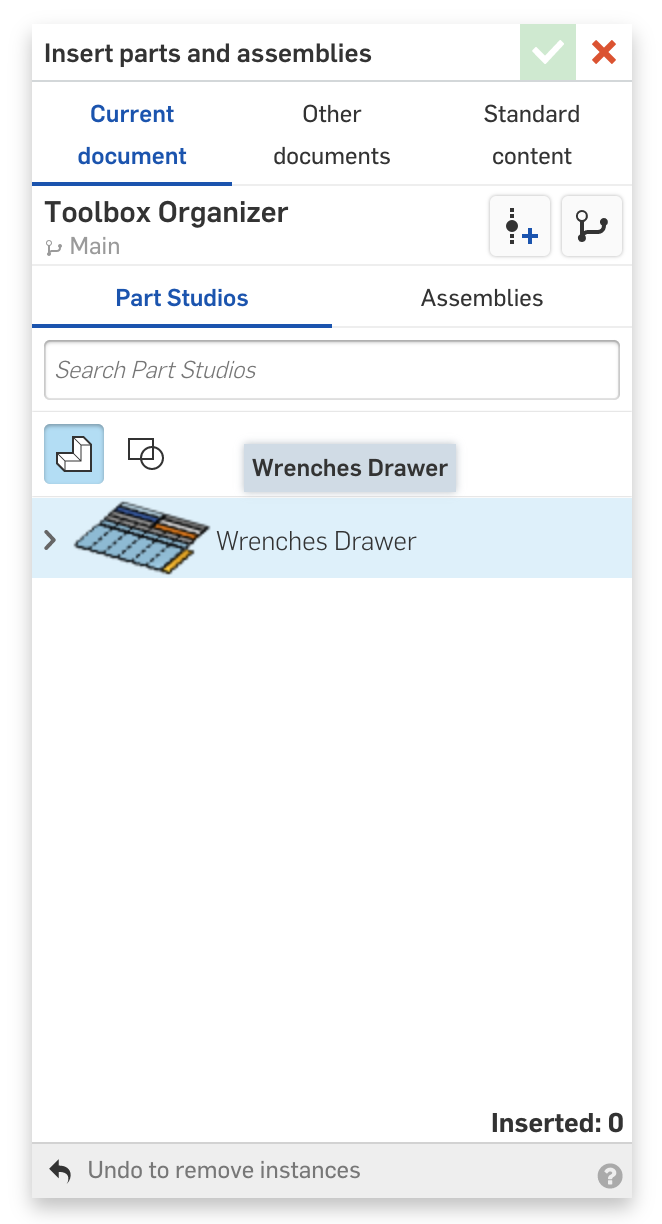 Insert parts and assemblies
Current document
Other documents
Standard content
Toolbox Organizer
Main
Part Studios
Assemblies
Search Part Studios
Wrenches Drawer
Wrenches Drawer
Inserted: 0
Undo to remove instances
?